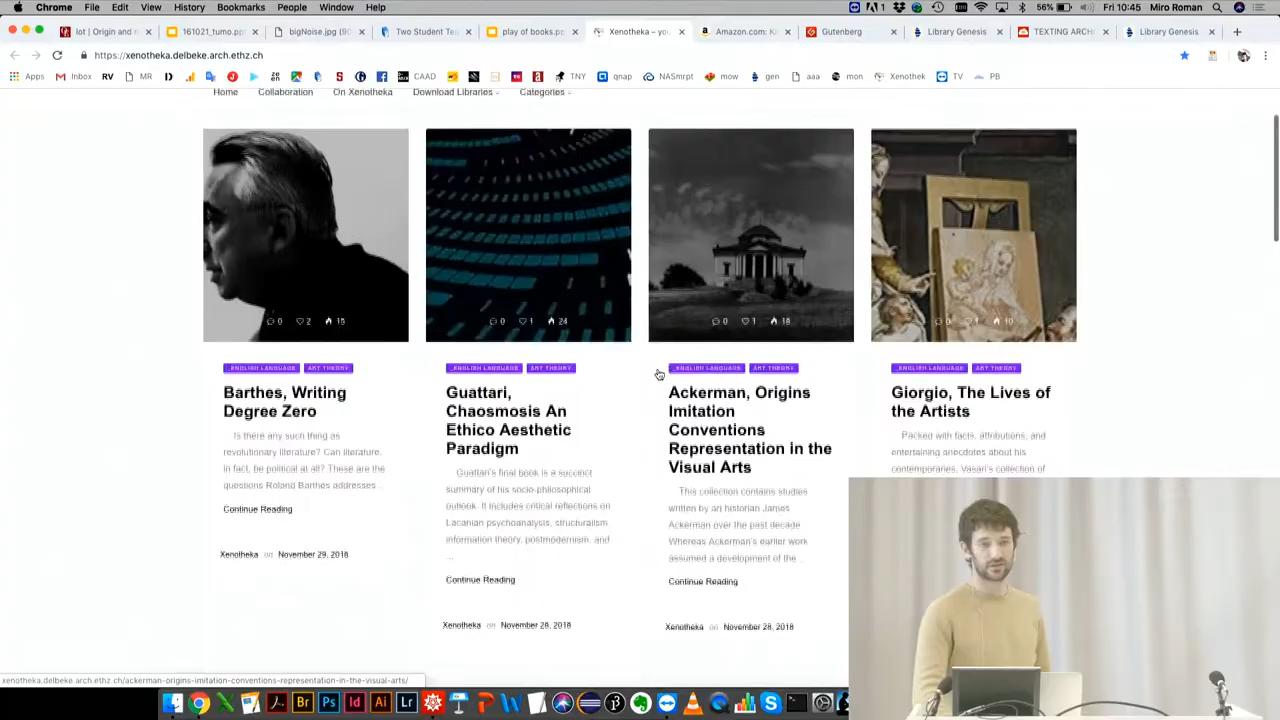 Chrome File Edit View History Bookmarks People Window Help 1 56% Fri 10:45 Miro Roman
lot | Origin and n 161021_tumo.pp bigNoise.jpg (90 Two Student Tea play of books.pp Xenotheka – you Amazon.com: K Gutenberg Library Genesis TEXTING ARCH Library Genesis
https://xenotheka.delbeke.arch.ethz.ch
Apps Inbox RV MR CAAD TNY qnap NASmrpt mow gen aaa mon Xenothek TV PB
Home Collaboration On Xenotheka Download Libraries Categories
0 2 15
0 1 24
0 1 18
0 1 10
_ENGLISH LANGUAGE ART THEORY
Barthes, Writing
Degree Zero
Is there any such thing as
revolutionary literature? Can literature,
in fact, be political at all? These are the
questions Roland Barthes addresses ..
Continue Reading
Xenotheka on November 29, 2018
_ENGLISH LANGUAGE ART THEORY
Guattari,
Chaosmosis An
Ethico Aesthetic
Paradigm
Guattari's final book is a succinct
summary of his socio-philosophical
outlook. It includes critical reflections on
Lacanian psychoanalysis, structuralism
information theory, postmodernism, and
...
Continue Reading
Xenotheka on November 28, 2018
_ENGLISH LANGUAGE ART THEORY
Ackerman, Origins
Imitation
Conventions
Representation in the
Visual Arts
This collection contains studies
written by art historian James
Ackerman over the past decade
Whereas Ackerman's earlier work
assumed a development of the ..
Continue Reading
Xenotheka on November 28, 2018
_ENGLISH LANGUAGE ART THEORY
Giorgio, The Lives of
the Artists
Packed with facts, attributions, and
entertaining anecdotes about his
contemporaries, Vasari's collection of
xenotheka.delbeke.arch.ethz.ch/ackerman-origins-imitation-conventions-representation-in-the-visual-arts/
Br Ps Id Ai Lr